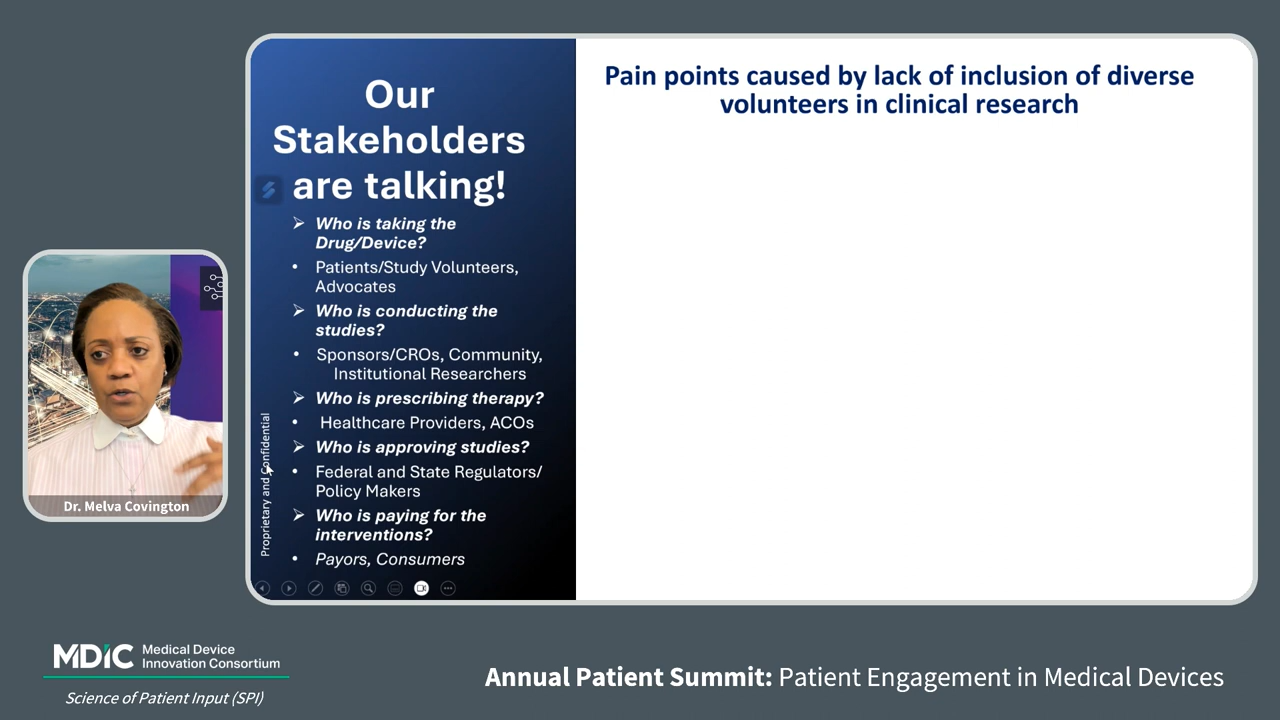 Our
Stakeholders
are talking!
➢ Who is taking the
Drug/Device?
• Patients/Study Volunteers,
Advocates
➢ Who is conducting the
studies?
• Sponsors/CROs, Community,
Institutional Researchers
➢ Who is prescribing therapy?
• Healthcare Providers, ACOs
➢ Who is approving studies?
• Federal and State Regulators/
Policy Makers
➢ Who is paying for the
interventions?
• Payors, Consumers
Proprietary and Confidential
Pain points caused by lack of inclusion of diverse
volunteers in clinical research
Dr. Melva Covington
MDIC
Medical Device
Innovation Consortium
Science of Patient Input (SPI)
Annual Patient Summit: Patient Engagement in Medical Devices